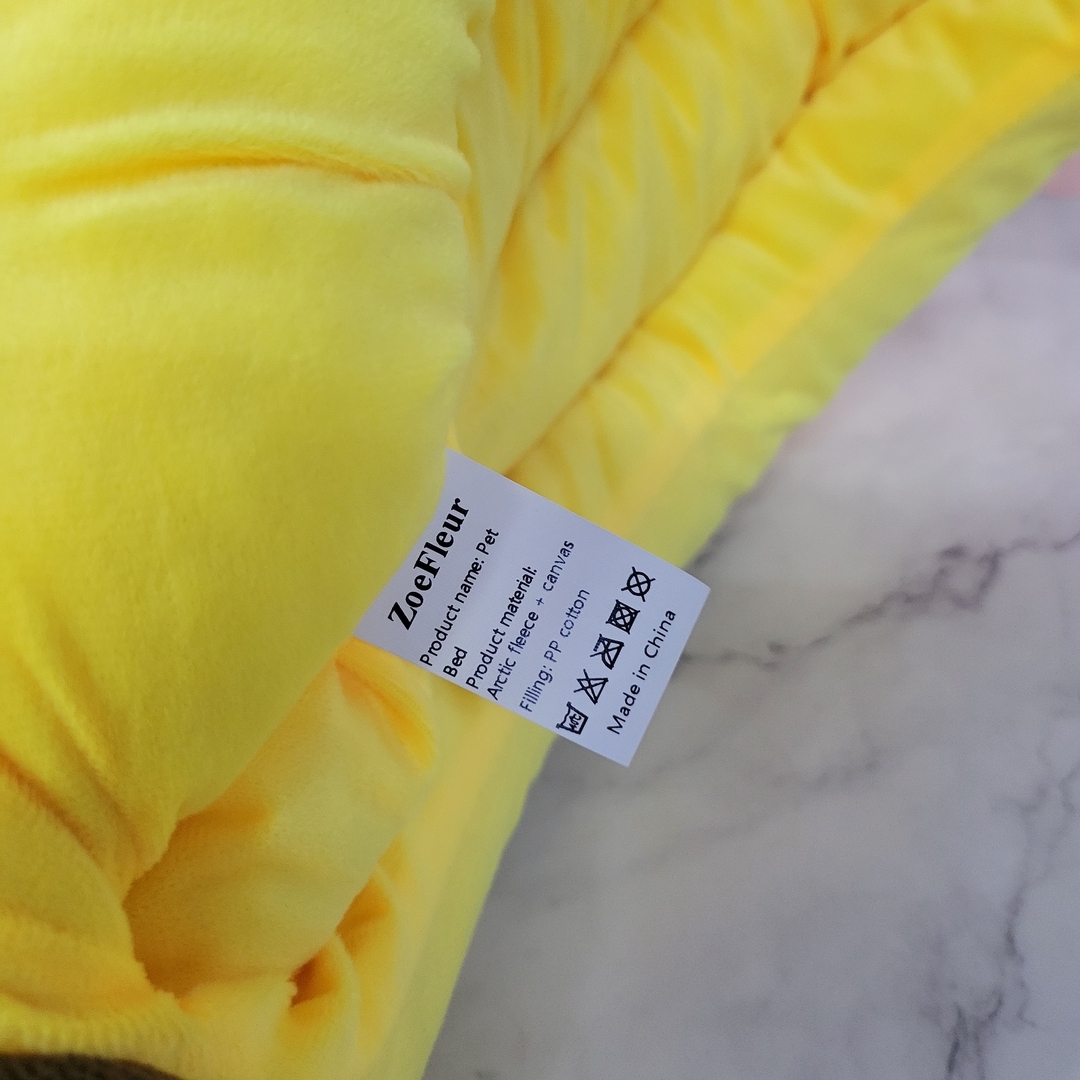 ZoeFleur
Product name: Pet
Bed
Product material:
Arctic fleece + canvas
Filling: PP cotton
Made in China